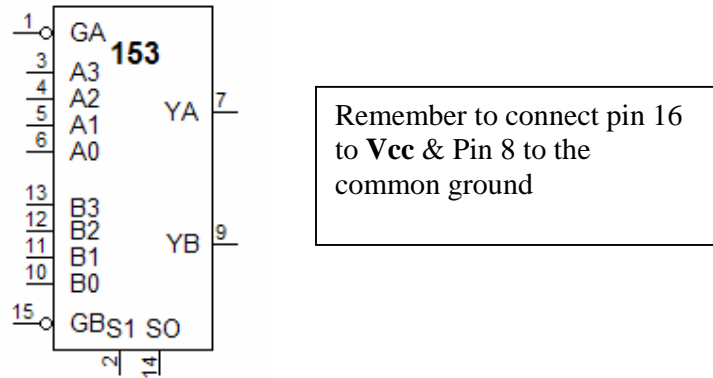 1 GA
153
3 A3
4 A2
YA 7
5 A1
6 A0
13 B3
12 B2
YB 9
11 B1
10 B0
15 GB S1 SO
2 14
Remember to connect pin 16
to Vcc & Pin 8 to the
common ground